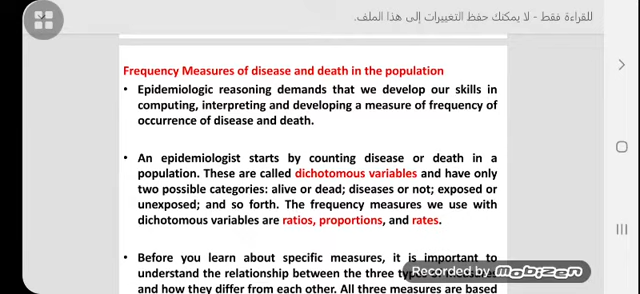 للقراءة فقط - لا يمكنك حفظ التغييرات إلى هذا الملف.
Frequency Measures of disease and death in the population
• Epidemiologic reasoning demands that we develop our skills in
computing, interpreting and developing a measure of frequency of
occurrence of disease and death.
• An epidemiologist starts by counting disease or death in a
population. These are called dichotomous variables and have only
two possible categories: alive or dead; diseases or not; exposed or
unexposed; and so forth. The frequency measures we use with
dichotomous variables are ratios, proportions, and rates.
• Before you learn about specific measures, it is important to
understand the relationship between the three types of measures
and how they differ from each other. All three measures are based
Recorded by Mobizen